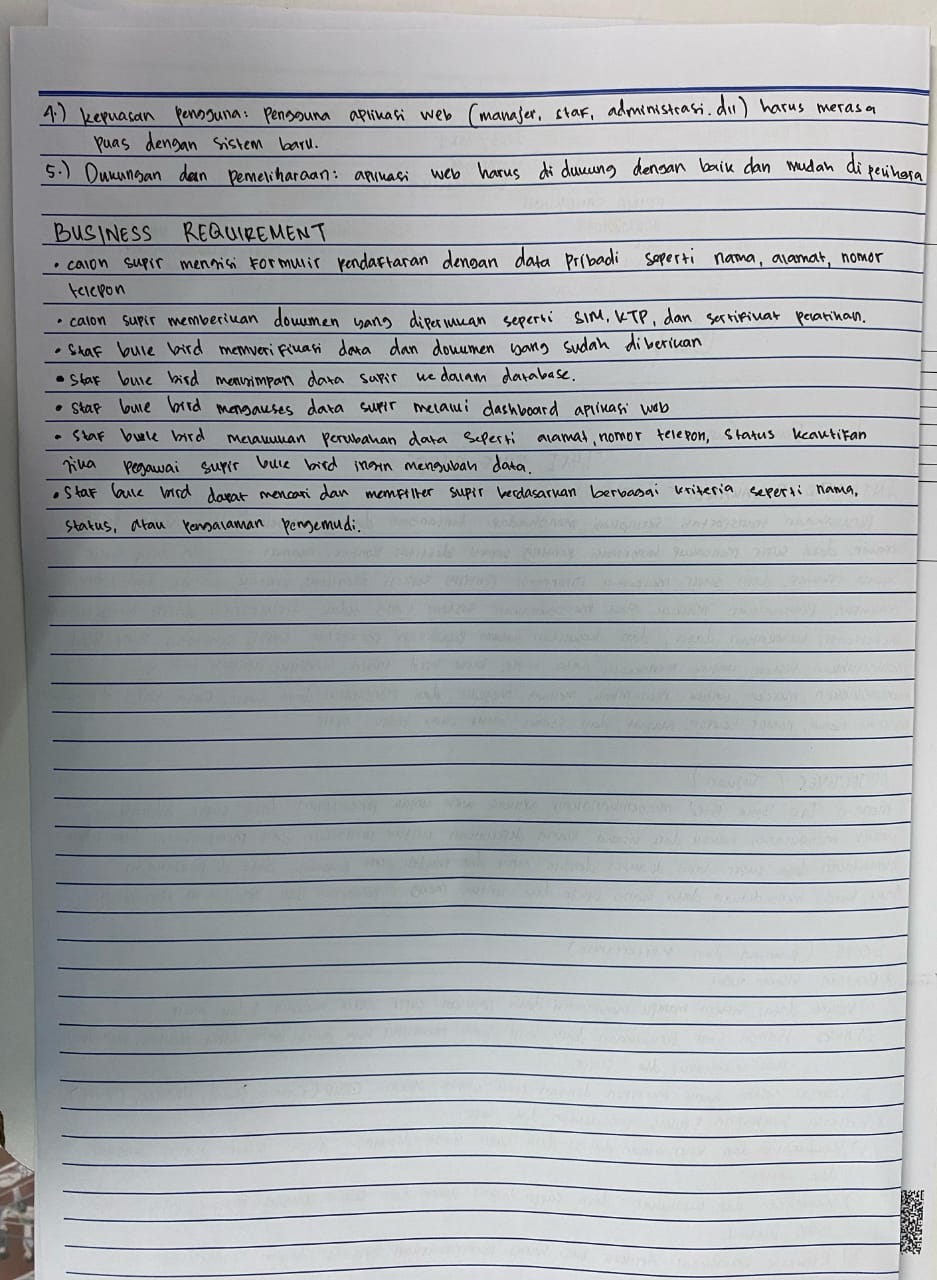 4.) kepuasan pengguna: Pengguna aplikasi web (manajer, staf, administrasi. dll) harus merasa
puas dengan sistem baru.
5.) Dukungan dan pemeliharaan: aplikasi web harus di dukung dengan baik dan mudah di pelihara
BUSINESS REQUIREMENT
• calon supir mengisi formulir pendaftaran dengan data pribadi seperti nama, alamat, nomor
telepon
• calon supir memberikan dokumen yang diperlukan seperti SIM, KTP, dan sertifikat pelatihan.
• Staf bule bird memverifikasi data dan dokumen yang sudah diberikan
• Staf bule bird menyimpan data supir ke dalam database.
• Staf bule bird mengakses data supir melalui dashboard aplikasi web
• Staf bule bird melakukan perubahan data seperti alamat, nomor telepon, status keaktifan
jika pegawai supir bule bird ingin mengubah data.
• Staf bule bird dapat mencari dan memfilter supir berdasarkan berbagai kriteria seperti nama,
status, atau pengalaman pengemudi.